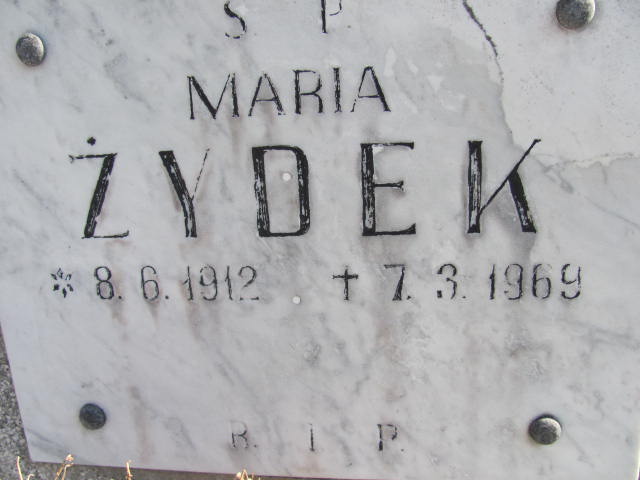 S. P.
MARIA
ŻYDEK
* 8. 6. 1912 † 7. 3. 1969
R. I. P.